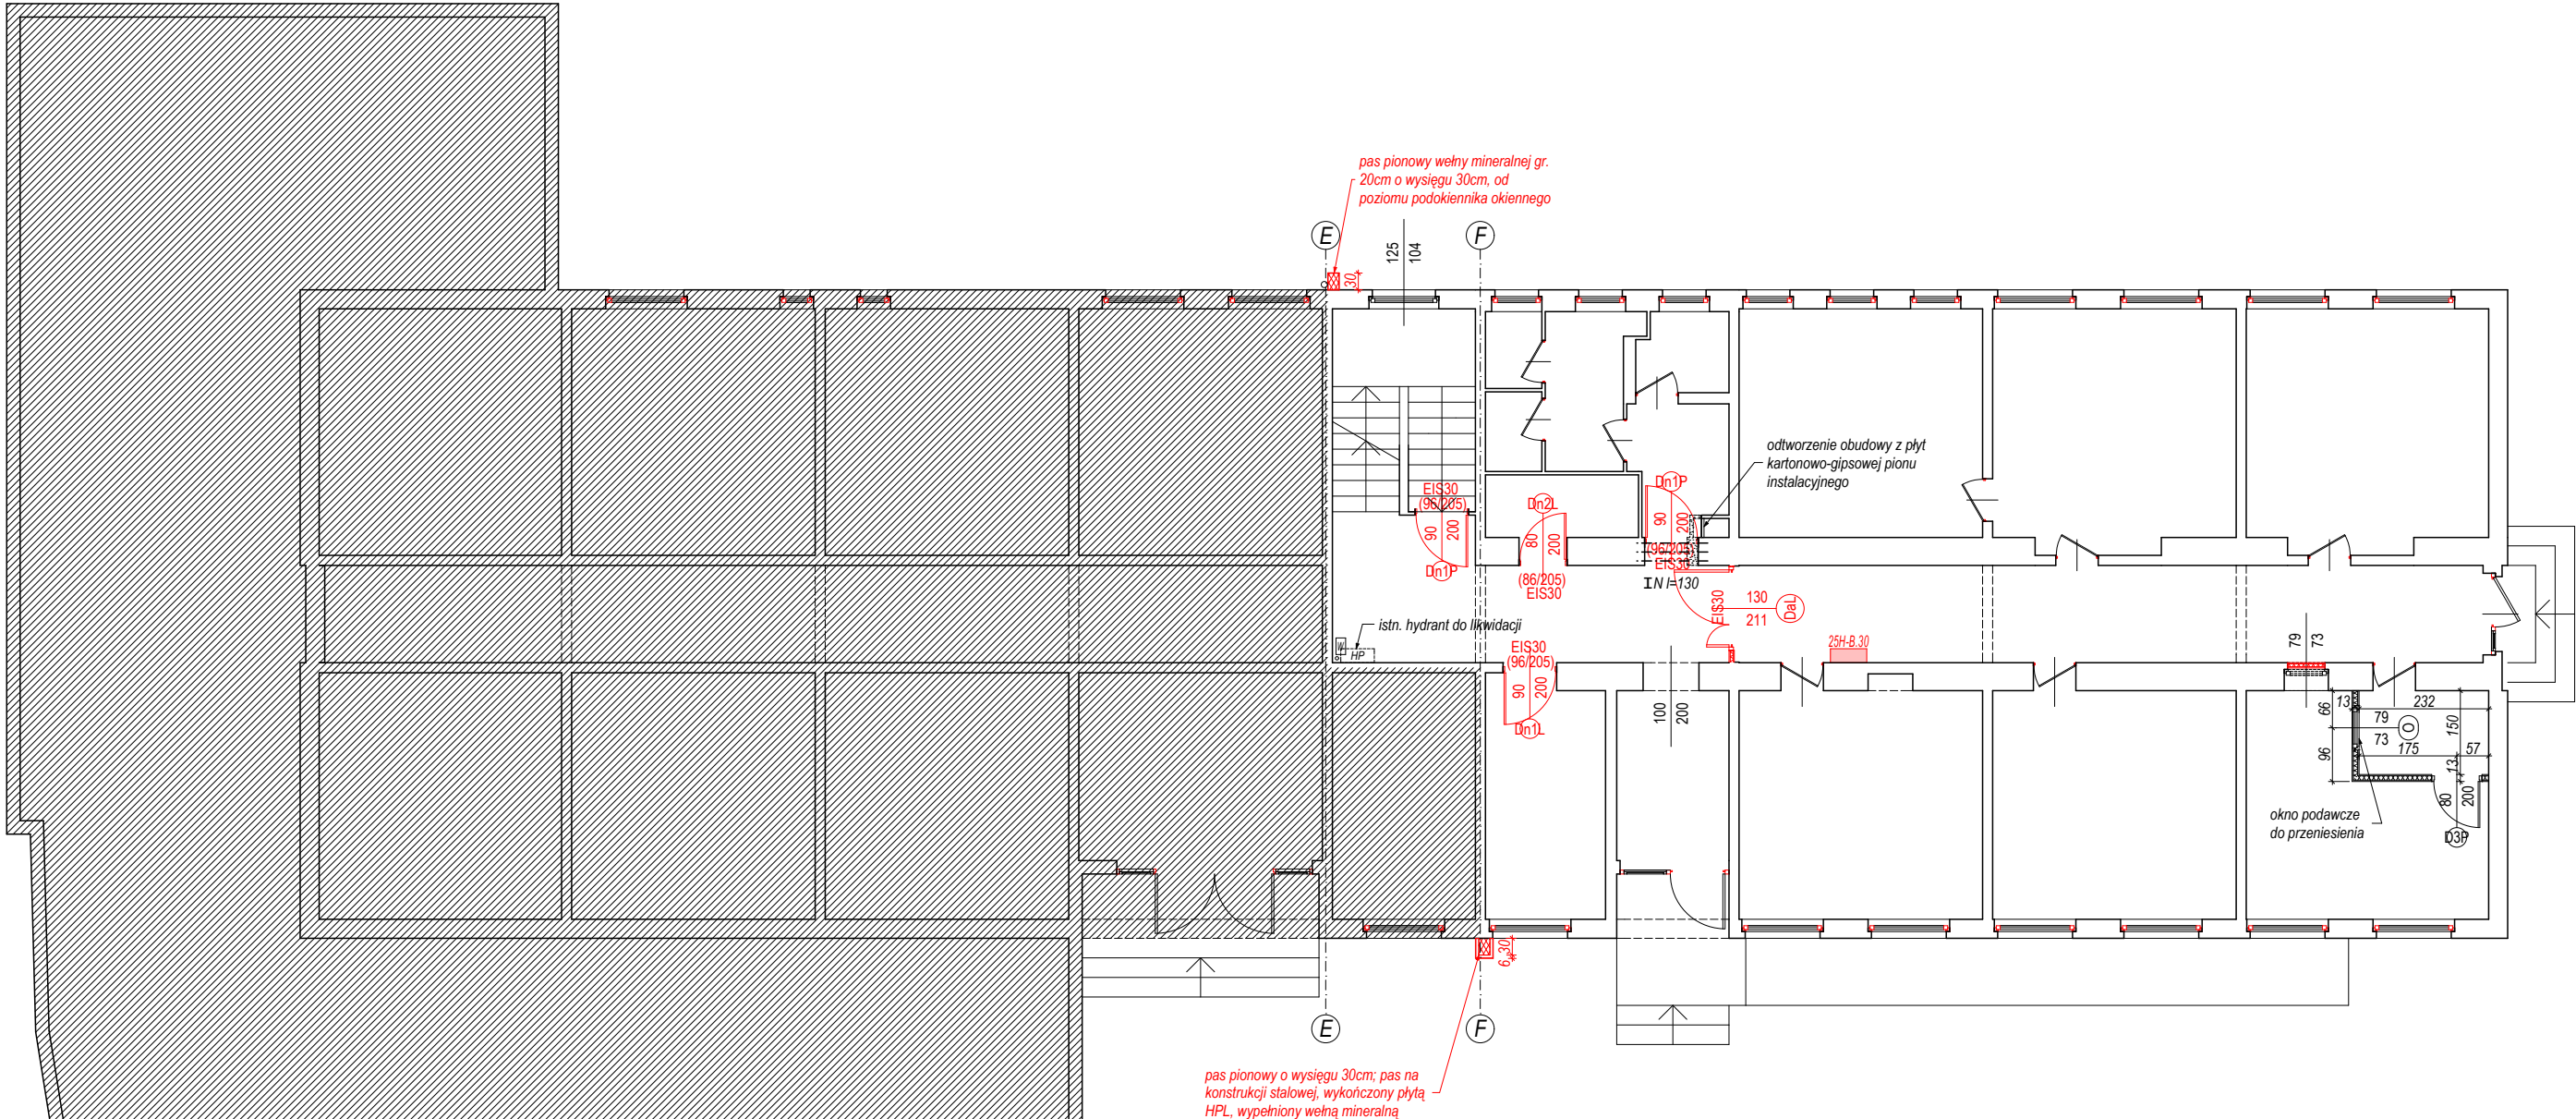 pas pionowy wełny mineralnej gr.
20cm o wysięgu 30cm, od
poziomu podokiennika okiennego
E
F
125
104
30
odtworzenie obudowy z płyt
kartonowo-gipsowej pionu
instalacyjnego
EIS30
(96/205)
90
200
Dn1P
Dn2L
80
200
(86/205)
EIS30
Dn1P
90
200
(96/205)
EIS30
I N l=130
EIS30
130
211
DaL
istn. hydrant do likwidacji
HP
EIS30
(96/205)
90
200
Dn1L
25H-B.30
100
200
79
73
66
13
232
79
73
O
150
96
175
57
13
80
200
D3P
okno podawcze
do przeniesienia
30
6
E
F
pas pionowy o wysięgu 30cm; pas na
konstrukcji stalowej, wykończony płytą
HPL, wypełniony wełną mineralną